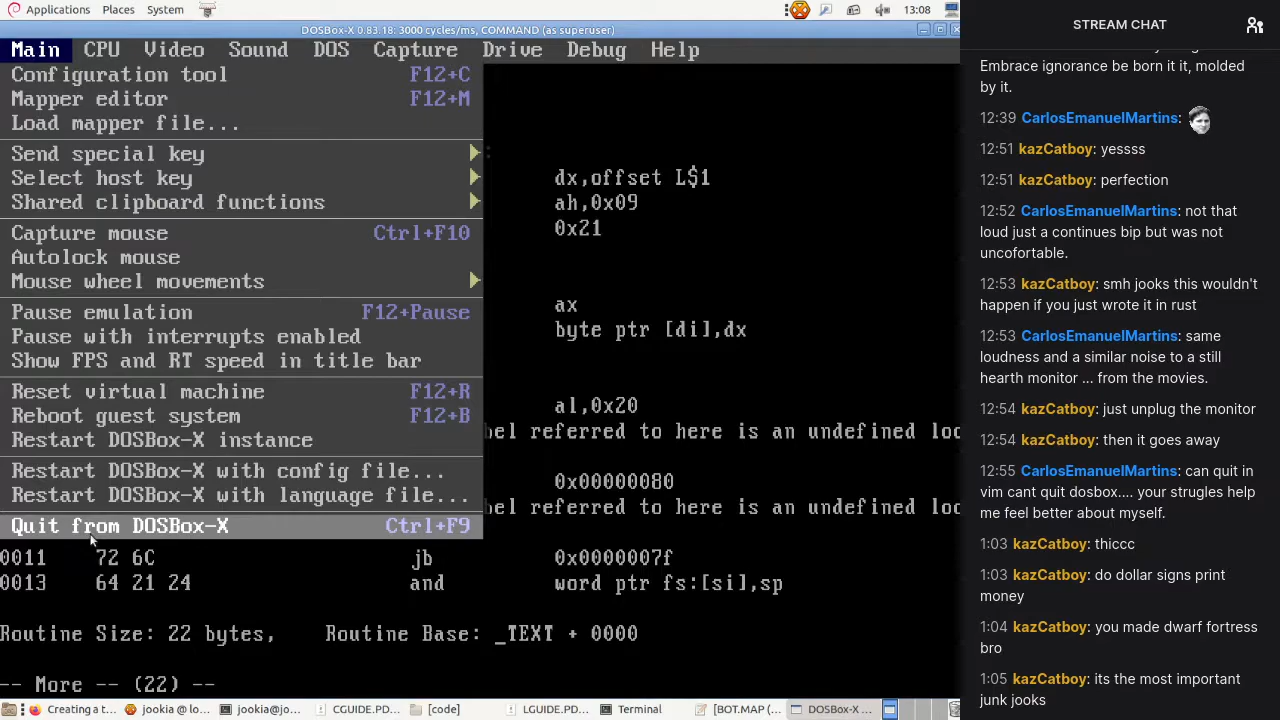 Applications Places System 13:08
DOSBox-X 0.83.18: 3000 cycles/ms, COMMAND (as superuser)
Main CPU Video Sound DOS Capture Drive Debug Help
Configuration tool F12+C
Mapper editor F12+M
Load mapper file...
Send special key
Select host key
Shared clipboard functions
Capture mouse Ctrl+F10
Autolock mouse
Mouse wheel movements
Pause emulation F12+Pause
Pause with interrupts enabled
Show FPS and RT speed in title bar
Reset virtual machine F12+R
Reboot guest system F12+B
Restart DOSBox-X instance
Restart DOSBox-X with config file...
Restart DOSBox-X with language file...
Quit from DOSBox-X Ctrl+F9
dx,offset L$1
ah,0x09
0x21
ax
byte ptr [di],dx
al,0x20
bel referred to here is an undefined loc
0x00000080
bel referred to here is an undefined loc
0011 72 6C jb 0x0000007f
0013 64 21 24 and word ptr fs:[si],sp
Routine Size: 22 bytes, Routine Base: _TEXT + 0000
-- More -- (22) --
Creating a t... jookia @ lo... jookia@jo... CGUIDE.PD... [code] LGUIDE.PD... Terminal [BOT.MAP (... DOSBox-X ...
STREAM CHAT
Embrace ignorance be born it it, molded
by it.
12:39 CarlosEmanuelMartins:
12:51 kazCatboy: yessss
12:51 kazCatboy: perfection
12:52 CarlosEmanuelMartins: not that
loud just a continues bip but was not
uncofortable.
12:53 kazCatboy: smh jooks this wouldn't
happen if you just wrote it in rust
12:53 CarlosEmanuelMartins: same
loudness and a similar noise to a still
hearth monitor ... from the movies.
12:54 kazCatboy: just unplug the monitor
12:54 kazCatboy: then it goes away
12:55 CarlosEmanuelMartins: can quit in
vim cant quit dosbox.... your strugles help
me feel better about myself.
1:03 kazCatboy: thiccc
1:03 kazCatboy: do dollar signs print
money
1:04 kazCatboy: you made dwarf fortress
bro
1:05 kazCatboy: its the most important
junk jooks